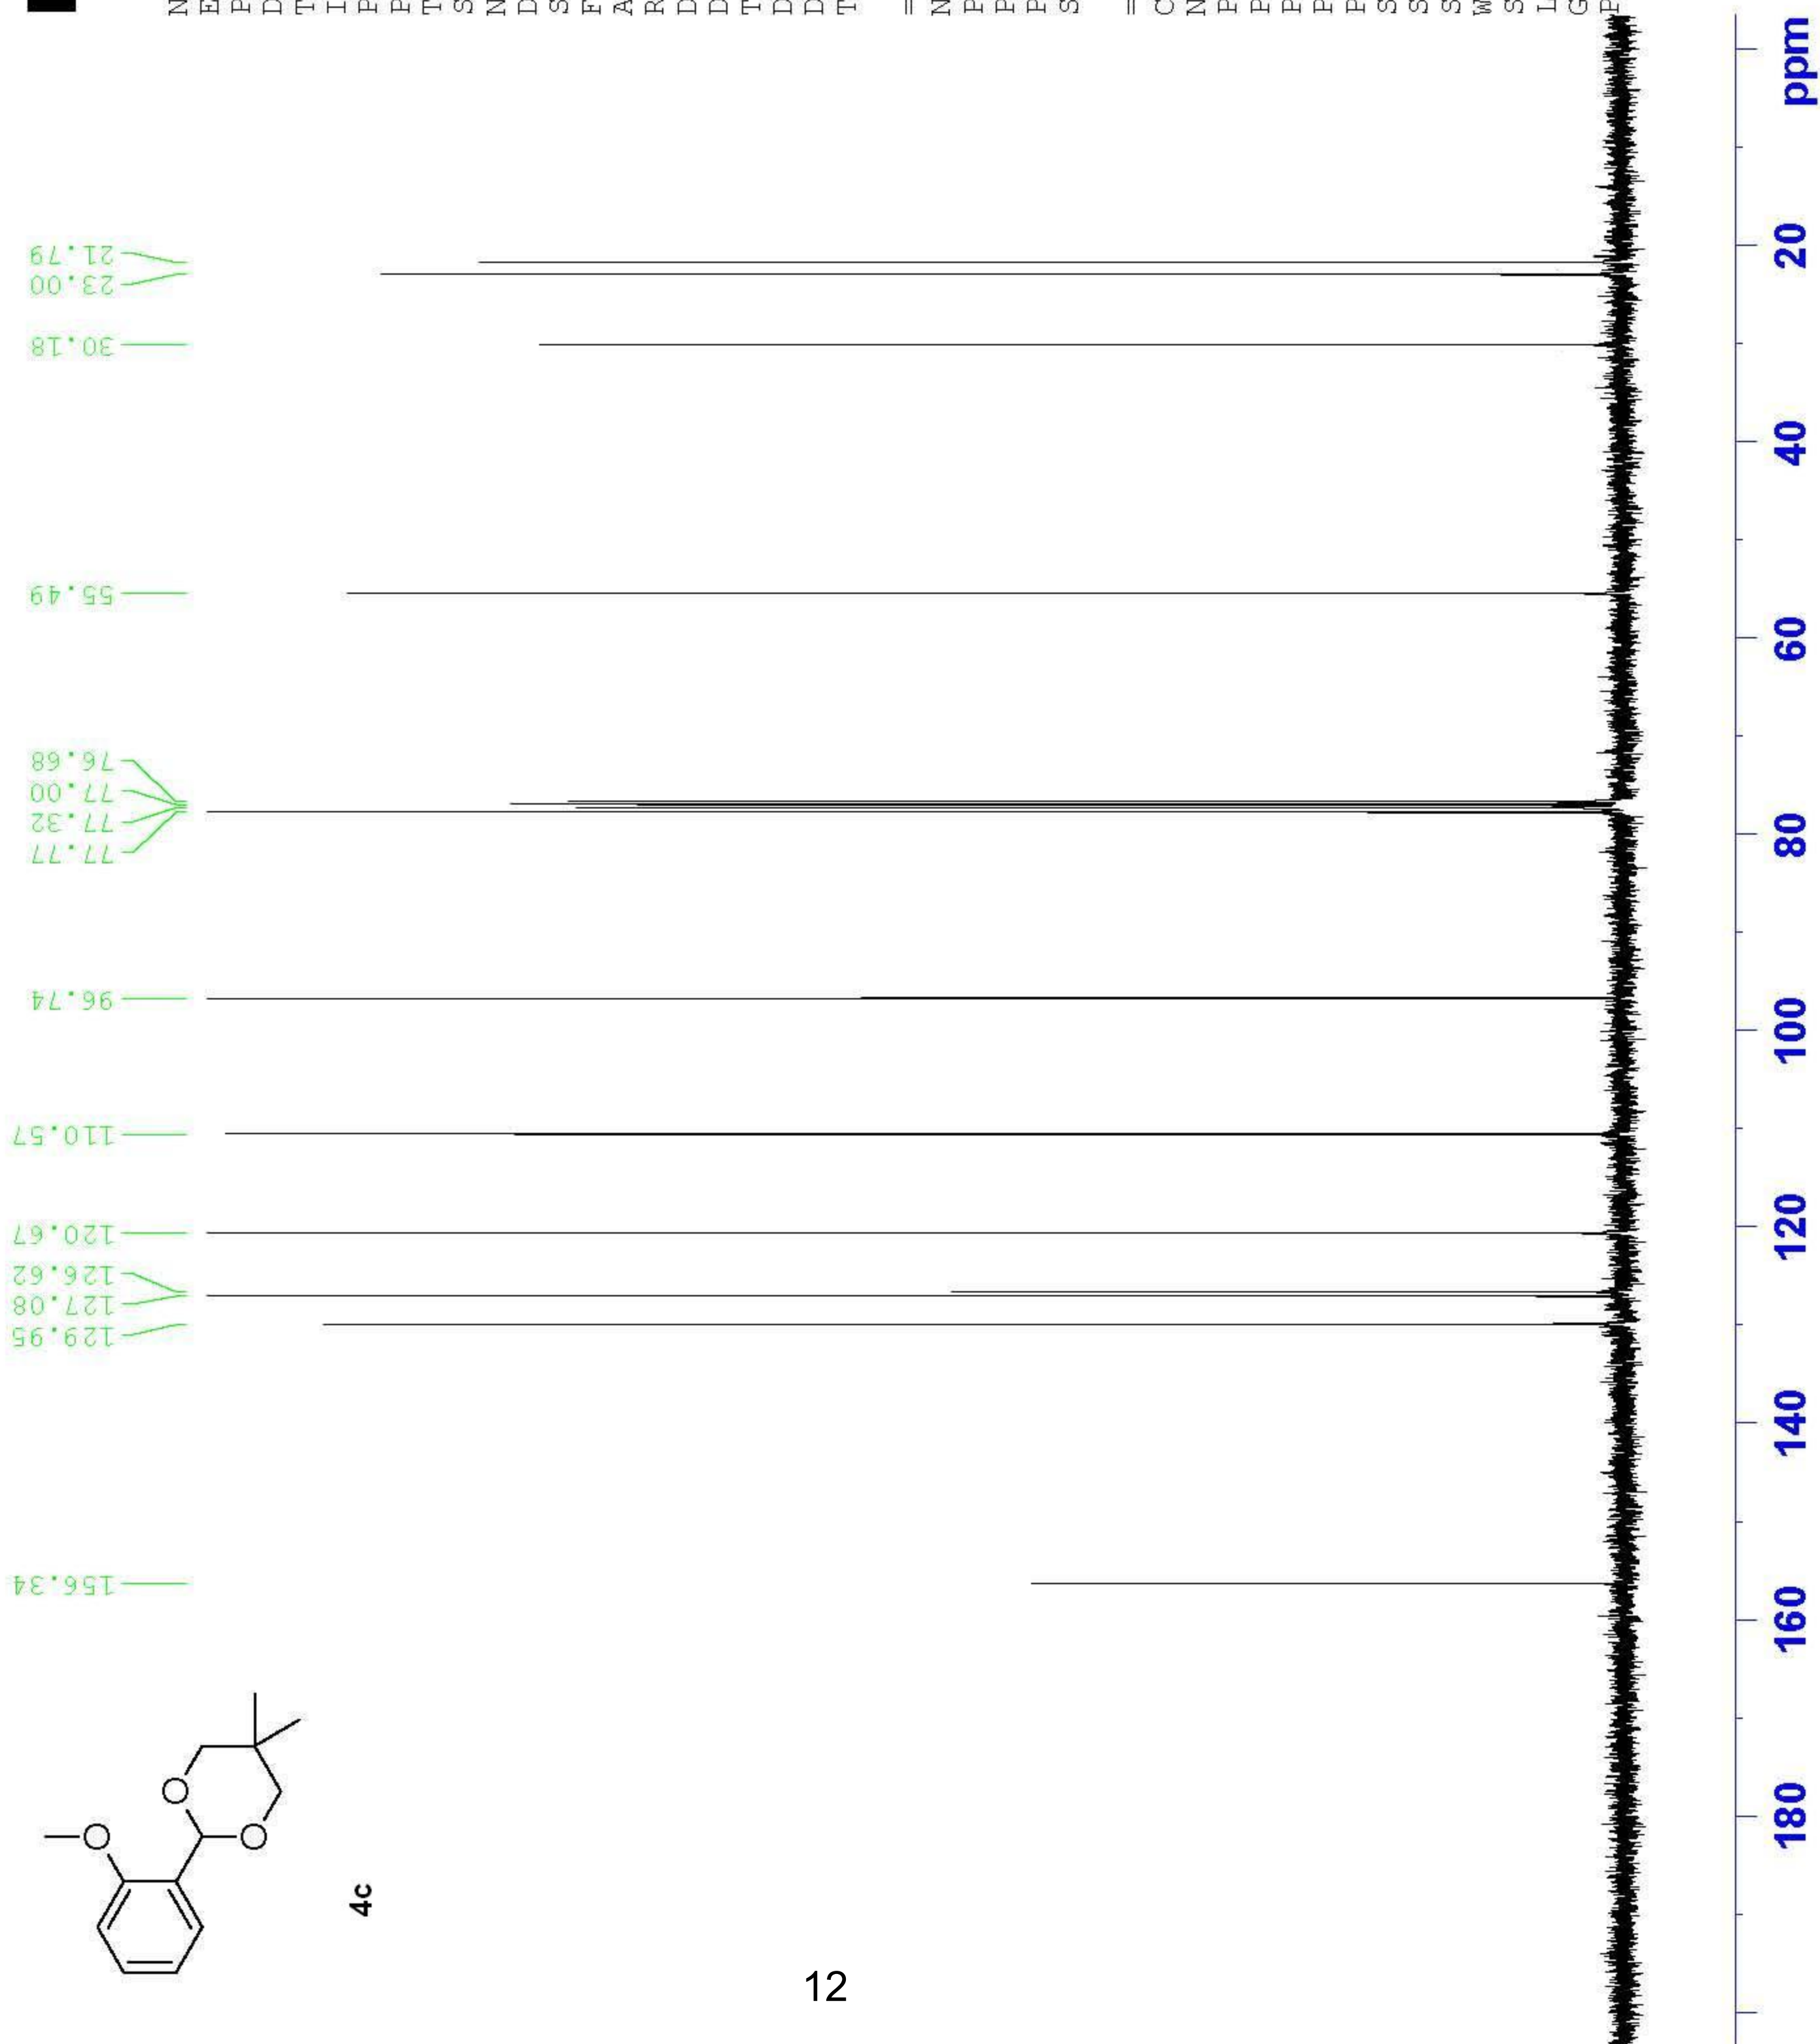 156.34
129.95
127.08
126.62
120.67
110.57
96.74
77.77
77.32
77.00
76.68
55.49
30.18
23.00
21.79
O
O
O
4c
180
160
140
120
100
80
60
40
20
ppm
N
E
P
D
T
I
P
P
T
S
N
D
S
F
A
R
D
D
T
D
D
T
=
N
P
P
P
S
=
C
N
P
P
P
P
P
S
S
S
W
S
L
G
P
12